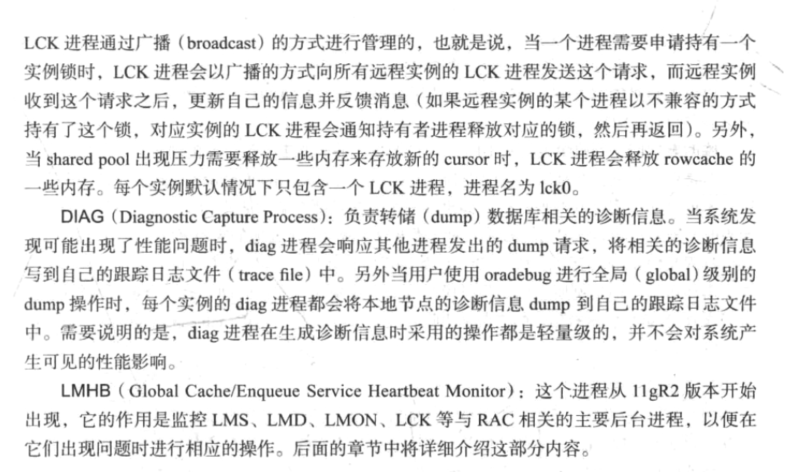 LCK 进程通过广播（broadcast）的方式进行管理的，也就是说，当一个进程需要申请持有一个
实例锁时，LCK 进程会以广播的方式向所有远程实例的 LCK 进程发送这个请求，而远程实例
收到这个请求之后，更新自己的信息并反馈消息（如果远程实例的某个进程以不兼容的方式
持有了这个锁，对应实例的 LCK 进程会通知持有者进程释放对应的锁，然后再返回）。另外，
当 shared pool 出现压力需要释放一些内存来存放新的 cursor 时，LCK 进程会释放 rowcache 的
一些内存。每个实例默认情况下只包含一个 LCK 进程，进程名为 lck0。
DIAG（Diagnostic Capture Process）：负责转储（dump）数据库相关的诊断信息。当系统发
现可能出现了性能问题时，diag 进程会响应其他进程发出的 dump 请求，将相关的诊断信息
写到自己的跟踪日志文件（trace file）中。另外当用户使用 oradebug 进行全局（global）级别的
dump 操作时，每个实例的 diag 进程都会将本地节点的诊断信息 dump 到自己的跟踪日志文件
中。需要说明的是，diag 进程在生成诊断信息时采用的操作都是轻量级的，并不会对系统产
生可见的性能影响。
LMHB（Global Cache/Enqueue Service Heartbeat Monitor）：这个进程从 11gR2 版本开始
出现，它的作用是监控 LMS、LMD、LMON、LCK 等与 RAC 相关的主要后台进程，以便在
它们出现问题时进行相应的操作。后面的章节中将详细介绍这部分内容。